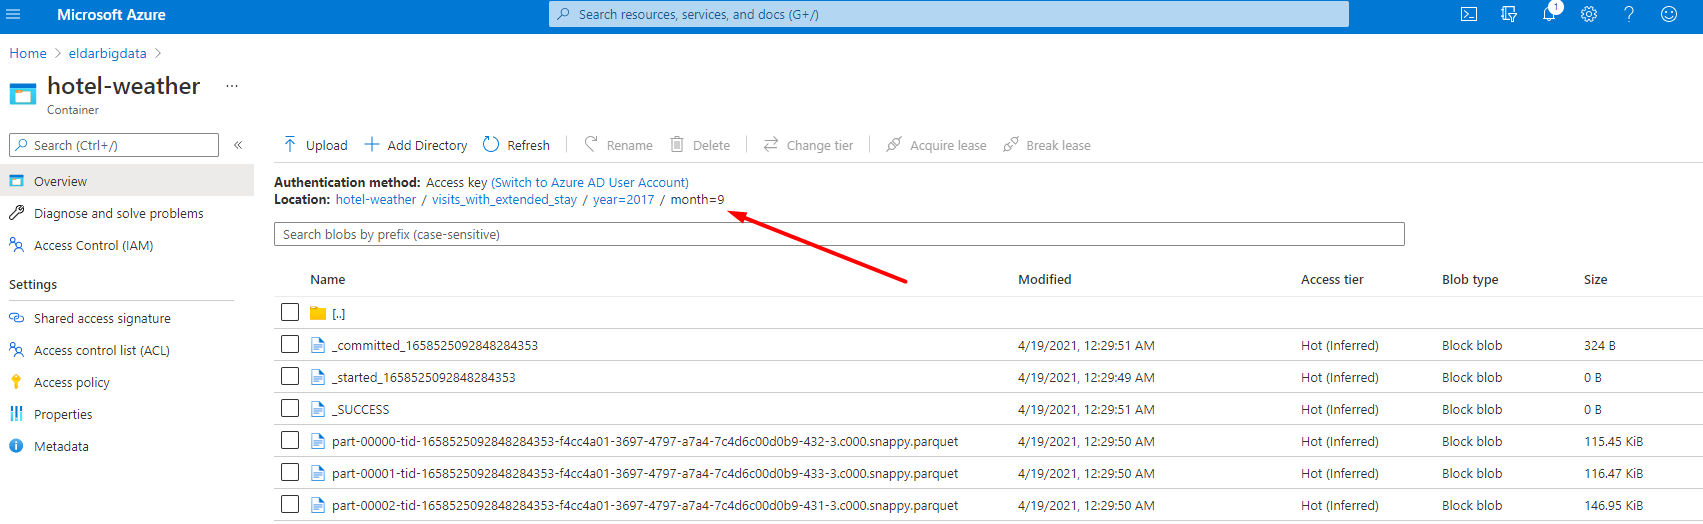 Microsoft Azure
Search resources, services, and docs (G+/)
1
Home > eldarbigdata >
hotel-weather ...
Container
Search (Ctrl+/) «
Overview
Diagnose and solve problems
Access Control (IAM)
Settings
Shared access signature
Access control list (ACL)
Access policy
Properties
Metadata
Upload Add Directory Refresh Rename Delete Change tier Acquire lease Break lease
Authentication method: Access key (Switch to Azure AD User Account)
Location: hotel-weather / visits_with_extended_stay / year=2017 / month=9
Search blobs by prefix (case-sensitive)
Name Modified Access tier Blob type Size
[..]
_committed_1658525092848284353 4/19/2021, 12:29:51 AM Hot (Inferred) Block blob 324 B
_started_1658525092848284353 4/19/2021, 12:29:49 AM Hot (Inferred) Block blob 0 B
_SUCCESS 4/19/2021, 12:29:51 AM Hot (Inferred) Block blob 0 B
part-00000-tid-1658525092848284353-f4cc4a01-3697-4797-a7a4-7c4d6c00d0b9-432-3.c000.snappy.parquet 4/19/2021, 12:29:50 AM Hot (Inferred) Block blob 115.45 KiB
part-00001-tid-1658525092848284353-f4cc4a01-3697-4797-a7a4-7c4d6c00d0b9-433-3.c000.snappy.parquet 4/19/2021, 12:29:50 AM Hot (Inferred) Block blob 116.47 KiB
part-00002-tid-1658525092848284353-f4cc4a01-3697-4797-a7a4-7c4d6c00d0b9-431-3.c000.snappy.parquet 4/19/2021, 12:29:50 AM Hot (Inferred) Block blob 146.95 KiB